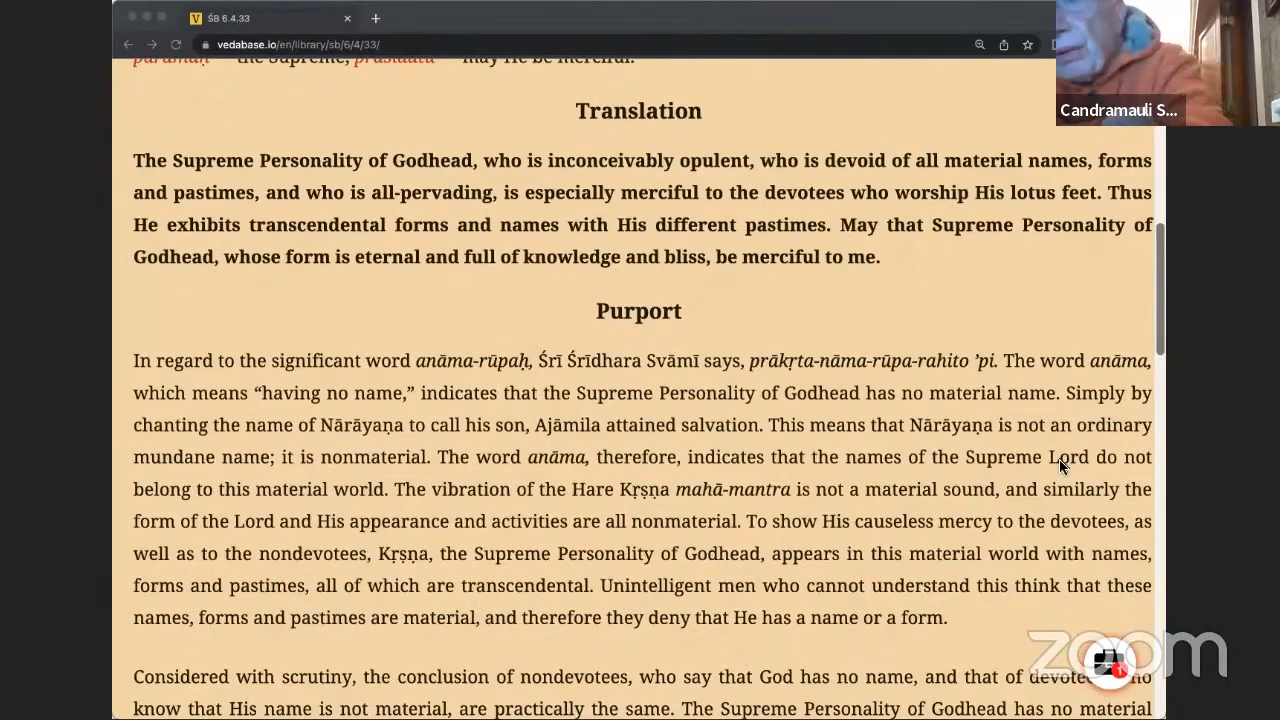 ŚB 6.4.33
vedabase.io/en/library/sb/6/4/33/
Candramauli S...
paramaḥ — the Supreme; prasīdatu — may He be merciful.
Translation
The Supreme Personality of Godhead, who is inconceivably opulent, who is devoid of all material names, forms
and pastimes, and who is all-pervading, is especially merciful to the devotees who worship His lotus feet. Thus
He exhibits transcendental forms and names with His different pastimes. May that Supreme Personality of
Godhead, whose form is eternal and full of knowledge and bliss, be merciful to me.
Purport
In regard to the significant word anāma-rūpaḥ, Śrī Śrīdhara Svāmī says, prākṛta-nāma-rūpa-rahito ’pi. The word anāma,
which means “having no name,” indicates that the Supreme Personality of Godhead has no material name. Simply by
chanting the name of Nārāyaṇa to call his son, Ajāmila attained salvation. This means that Nārāyaṇa is not an ordinary
mundane name; it is nonmaterial. The word anāma, therefore, indicates that the names of the Supreme Lord do not
belong to this material world. The vibration of the Hare Kṛṣṇa mahā-mantra is not a material sound, and similarly the
form of the Lord and His appearance and activities are all nonmaterial. To show His causeless mercy to the devotees, as
well as to the nondevotees, Kṛṣṇa, the Supreme Personality of Godhead, appears in this material world with names,
forms and pastimes, all of which are transcendental. Unintelligent men who cannot understand this think that these
names, forms and pastimes are material, and therefore they deny that He has a name or a form.
zoom
1
Considered with scrutiny, the conclusion of nondevotees, who say that God has no name, and that of
know that His name is not material, are practically the same. The Supreme Personality of Godhead has no material